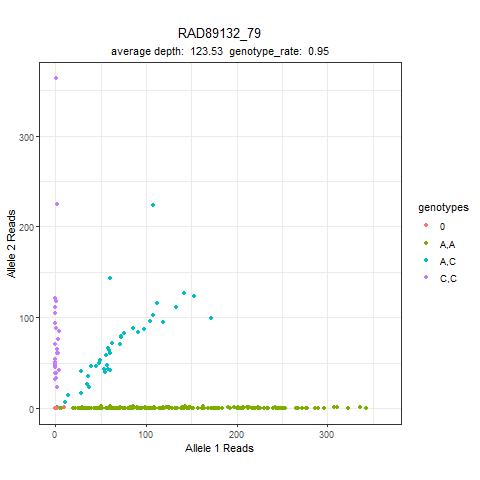 RAD89132_79
average depth: 123.53 genotype_rate: 0.95
300
200
100
0
Allele 2 Reads
0 100 200 300
Allele 1 Reads
genotypes
0
A,A
A,C
C,C